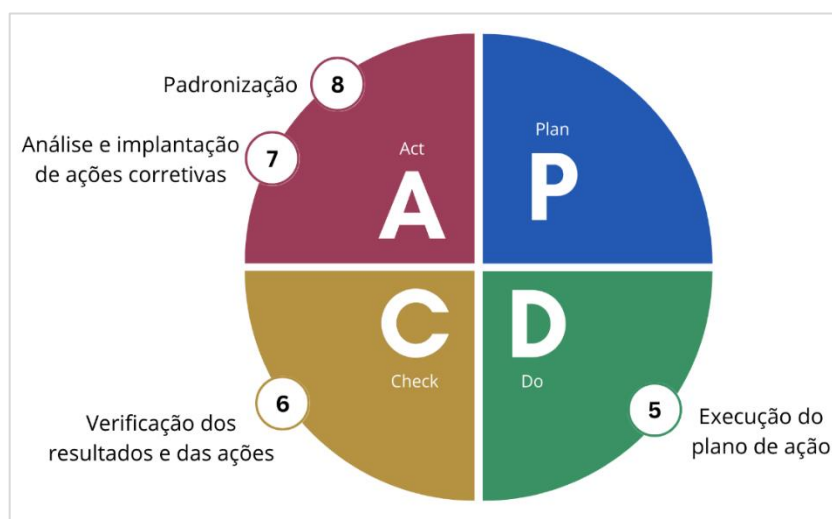 Padronização
8
Análise e implantação
de ações corretivas
7
Act
A
Plan
P
C
Check
D
Do
6
Verificação dos
resultados e das ações
5
Execução do
plano de ação